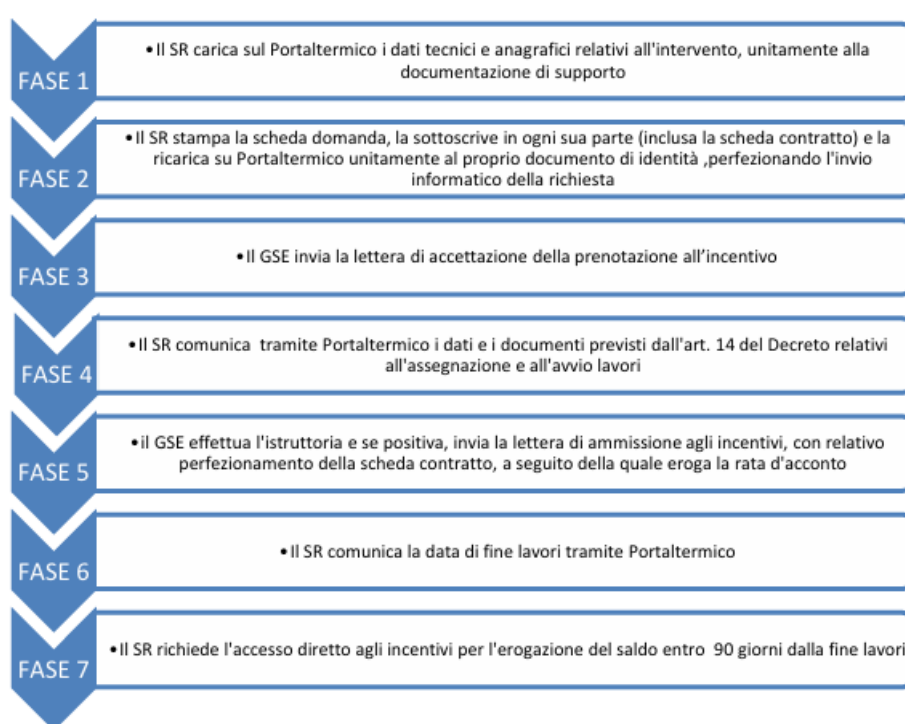 FASE 1
•Il SR carica sul Portaltermico i dati tecnici e anagrafici relativi all'intervento, unitamente alla
documentazione di supporto
FASE 2
•Il SR stampa la scheda domanda, la sottoscrive in ogni sua parte (inclusa la scheda contratto) e la
ricarica su Portaltermico unitamente al proprio documento di identità ,perfezionando l'invio
informatico della richiesta
FASE 3
•Il GSE invia la lettera di accettazione della prenotazione all’incentivo
FASE 4
•Il SR comunica  tramite Portaltermico i dati e i documenti previsti dall'art. 14 del Decreto relativi
all'assegnazione e all'avvio lavori
FASE 5
•il GSE effettua l'istruttoria e se positiva, invia la lettera di ammissione agli incentivi, con relativo
perfezionamento della scheda contratto, a seguito della quale eroga la rata d'acconto
FASE 6
•Il SR comunica la data di fine lavori tramite Portaltermico
FASE 7
•Il SR richiede l'accesso diretto agli incentivi per l'erogazione del saldo entro  90 giorni dalla fine lavori